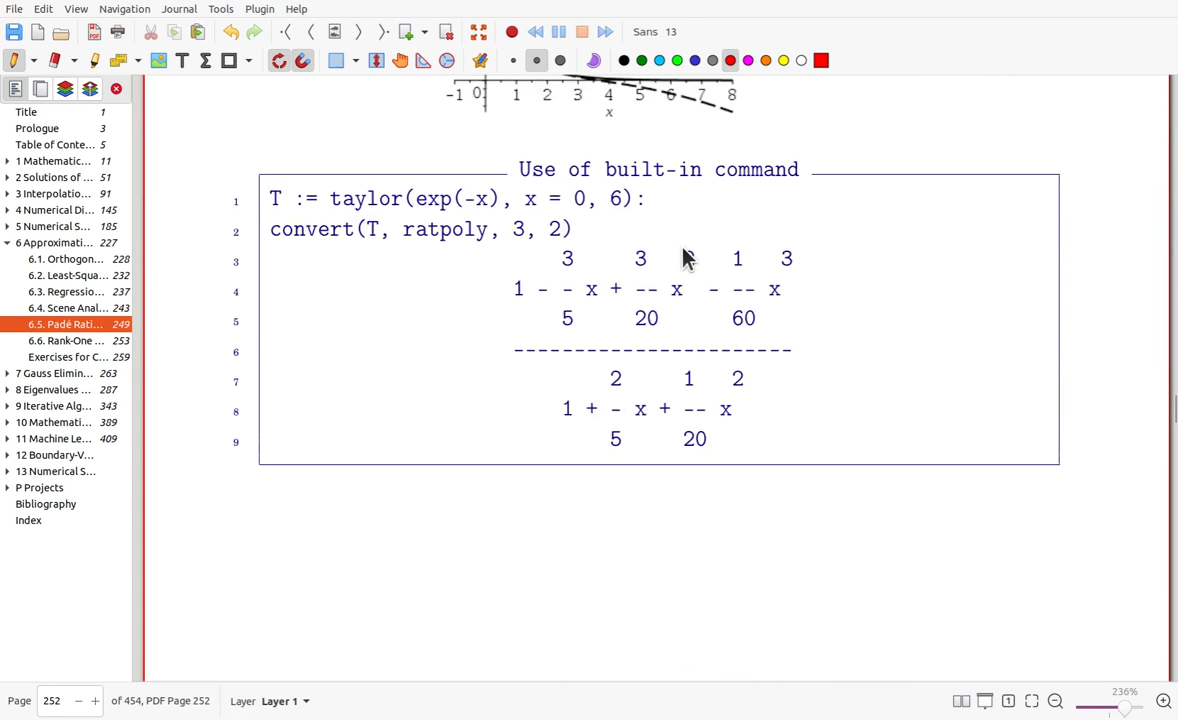 File Edit View Navigation Journal Tools Plugin Help
Sans 13
Title 1
Prologue 3
Table of Conte... 5
1 Mathematic... 11
2 Solutions of ... 51
3 Interpolatio... 91
4 Numerical Di... 145
5 Numerical S... 185
6 Approximati... 227
6.1. Orthogon... 228
6.2. Least-Squa... 232
6.3. Regressio... 237
6.4. Scene Anal... 243
6.5. Padé Rati... 249
6.6. Rank-One ... 253
Exercises for C... 259
7 Gauss Elimin... 263
8 Eigenvalues ... 287
9 Iterative Alg... 343
10 Mathemati... 389
11 Machine Le... 409
12 Boundary-V...
13 Numerical S...
P Projects
Bibliography
Index
-1 0 1 2 3 4 5 6 7 8
x
Use of built-in command
1 T := taylor(exp(-x), x = 0, 6):
2 convert(T, ratpoly, 3, 2)
3 3 3 1 3
4 1 - - x + -- x - -- x
5 5 20 60
6 -----------------------
7 2 1 2
8 1 + - x + -- x
9 5 20
Page 252 of 454, PDF Page 252 Layer Layer 1 236%